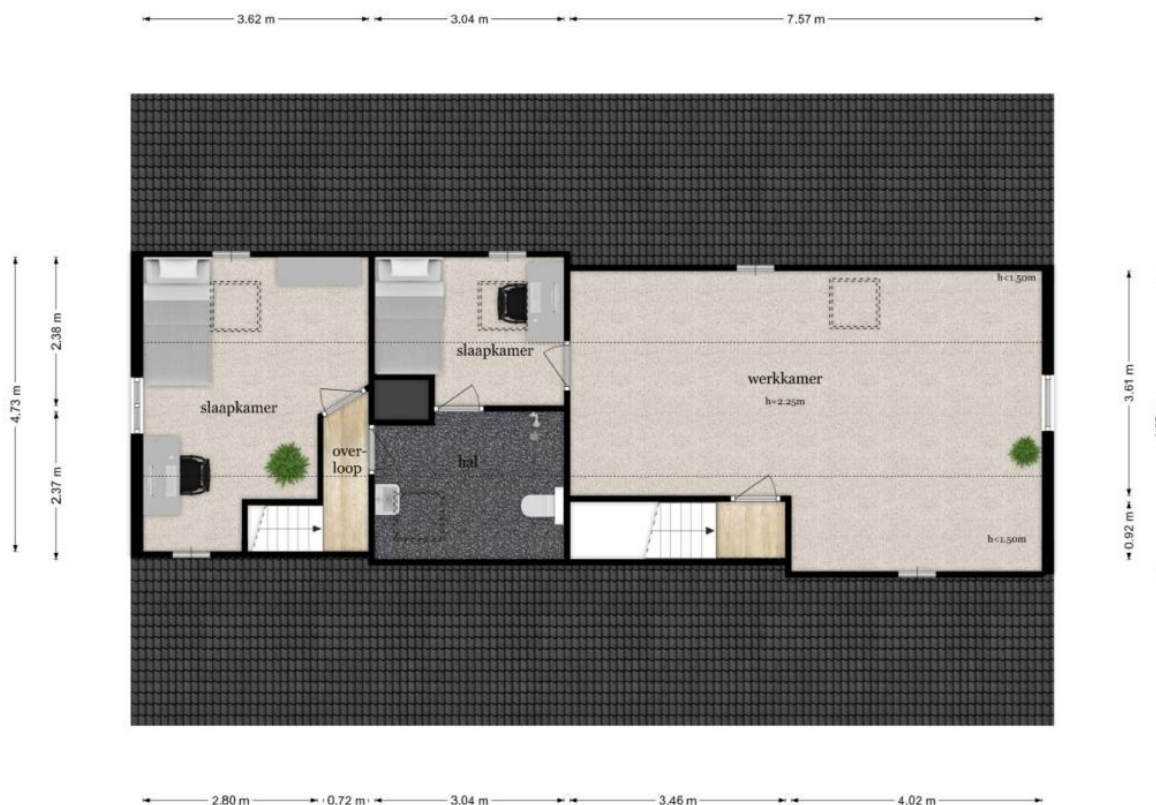 3.62 m
3.04 m
7.57 m
4.73 m
2.38 m
2.37 m
3.61 m
0.92 m
h<1.50m
slaapkamer
werkkamer
h=2.25m
slaapkamer
over-
loop
hal
h<1.50m
2.80 m
0.72 m
3.04 m
3.46 m
4.02 m